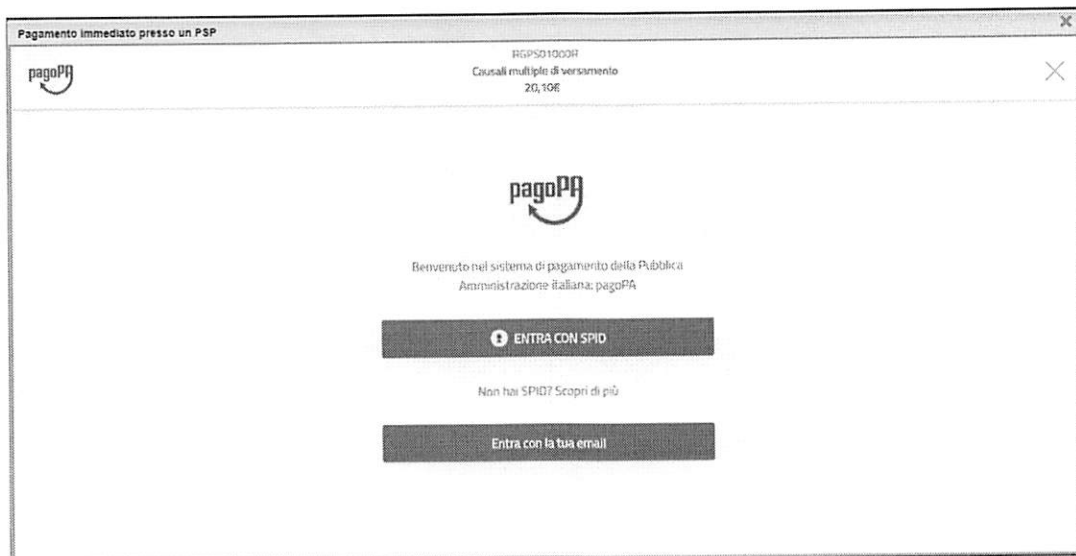 Pagamento immediato presso un PSP
pagoPA
RGPS01000R
Causali multiple di versamento
20,10€
pagoPA
Benvenuto nel sistema di pagamento della Pubblica
Amministrazione italiana: pagoPA
ENTRA CON SPID
Non hai SPID? Scopri di più
Entra con la tua email